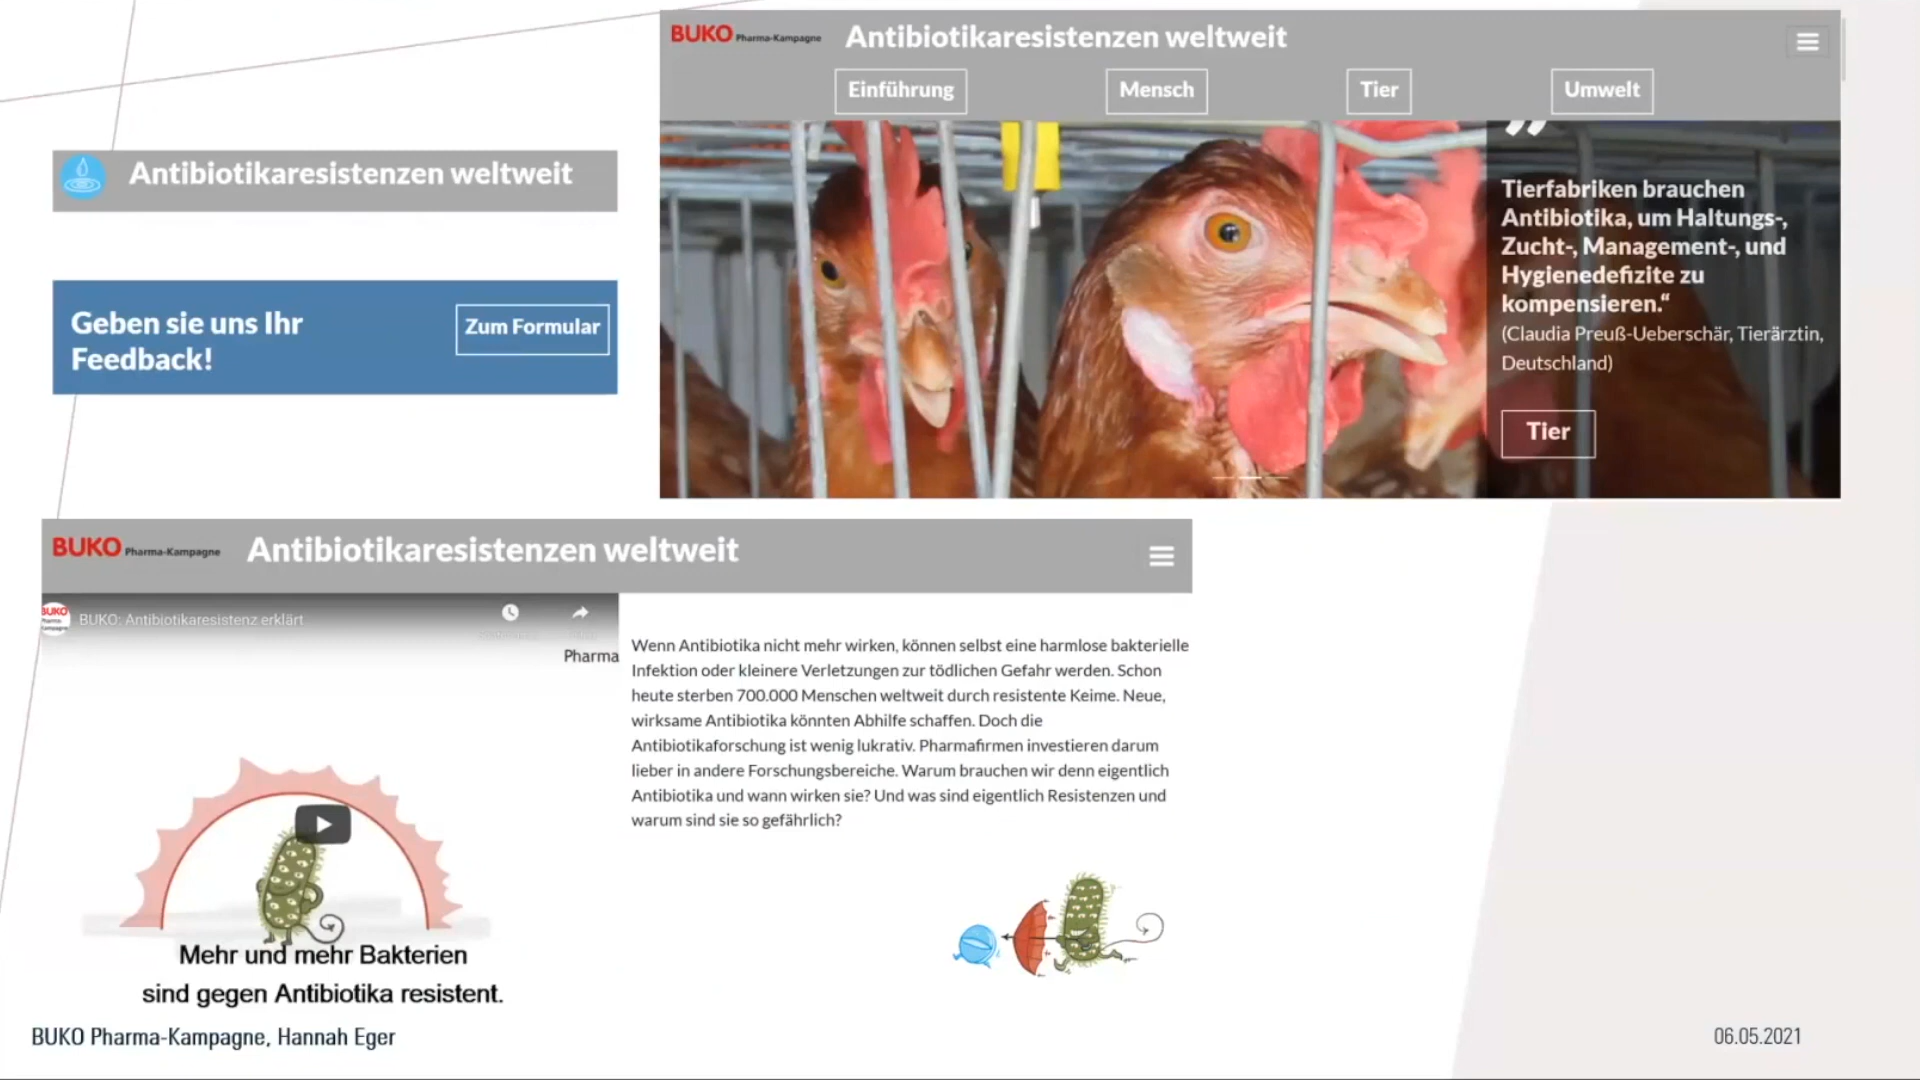 BUKO Pharma-Kampagne
Antibiotikaresistenzen weltweit
Einführung
Mensch
Tier
Umwelt
Antibiotikaresistenzen weltweit
Geben sie uns Ihr
Feedback!
Zum Formular
”
Tierfabriken brauchen
Antibiotika, um Haltungs-,
Zucht-, Management-, und
Hygienedefizite zu
kompensieren.“
(Claudia Preuß-Ueberschär, Tierärztin,
Deutschland)
Tier
BUKO Pharma-Kampagne
Antibiotikaresistenzen weltweit
BUKO Pharma-Kampagne
BUKO: Antibiotikaresistenz erklärt
Pharma
Wenn Antibiotika nicht mehr wirken, können selbst eine harmlose bakterielle
Infektion oder kleinere Verletzungen zur tödlichen Gefahr werden. Schon
heute sterben 700.000 Menschen weltweit durch resistente Keime. Neue,
wirksame Antibiotika könnten Abhilfe schaffen. Doch die
Antibiotikaforschung ist wenig lukrativ. Pharmafirmen investieren darum
lieber in andere Forschungsbereiche. Warum brauchen wir denn eigentlich
Antibiotika und wann wirken sie? Und was sind eigentlich Resistenzen und
warum sind sie so gefährlich?
Mehr und mehr Bakterien
sind gegen Antibiotika resistent.
BUKO Pharma-Kampagne, Hannah Eger
06.05.2021